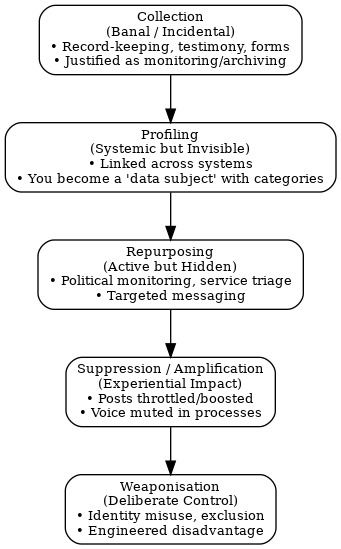 Collection
(Banal / Incidental)
• Record-keeping, testimony, forms
• Justified as monitoring/archiving
Profiling
(Systemic but Invisible)
• Linked across systems
• You become a 'data subject' with categories
Repurposing
(Active but Hidden)
• Political monitoring, service triage
• Targeted messaging
Suppression / Amplification
(Experiential Impact)
• Posts throttled/boosted
• Voice muted in processes
Weaponisation
(Deliberate Control)
• Identity misuse, exclusion
• Engineered disadvantage